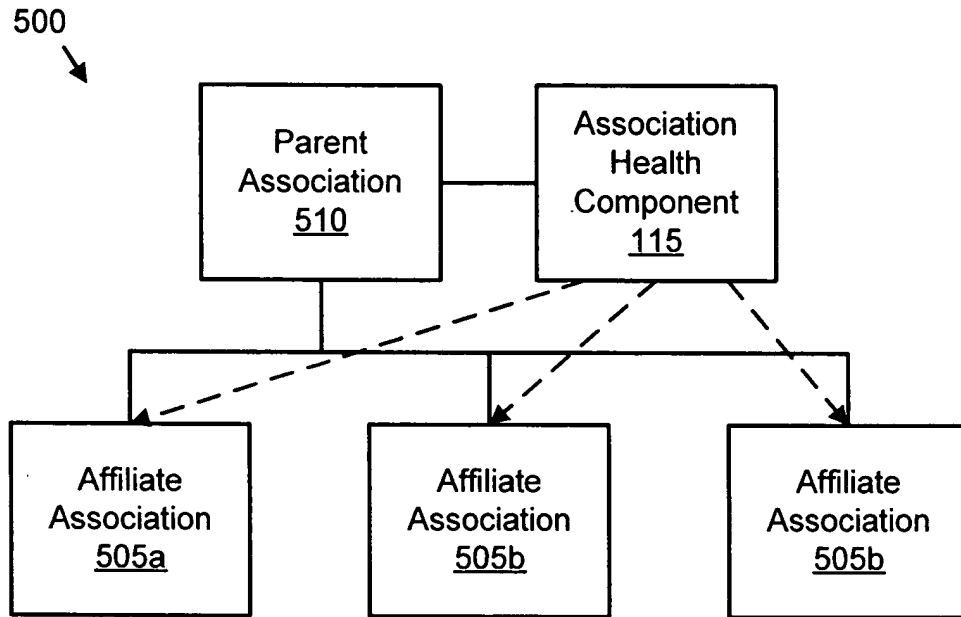 500
Parent
Association
510
Association
Health
Component
115
Affiliate
Association
505a
Affiliate
Association
505b
Affiliate
Association
505b